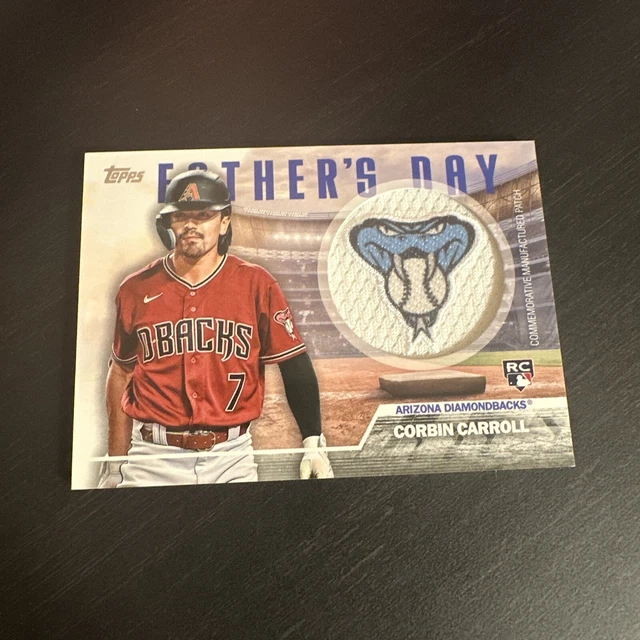 Topps
FATHER'S DAY
COMMEMORATIVE MANUFACTURED PATCH
A
DBACKS
7
RC
ARIZONA DIAMONDBACKS®
CORBIN CARROLL